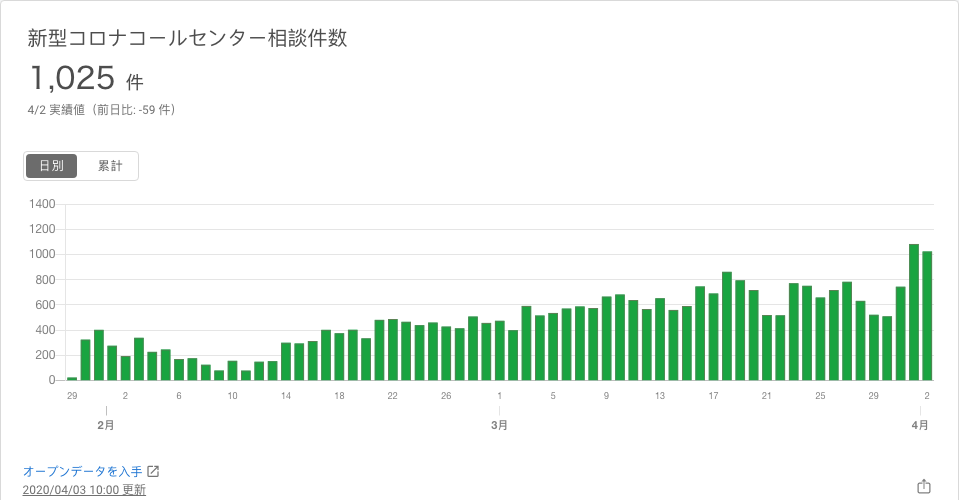 新型コロナコールセンター相談件数
1,025 件
4/2 実績値（前日比: -59 件）
日別 累計
1400
1200
1000
800
600
400
200
0
29 2 6 10 14 18 22 26 1 5 9 13 17 21 25 29 2
2月 3月 4月
オープンデータを入手
2020/04/03 10:00 更新